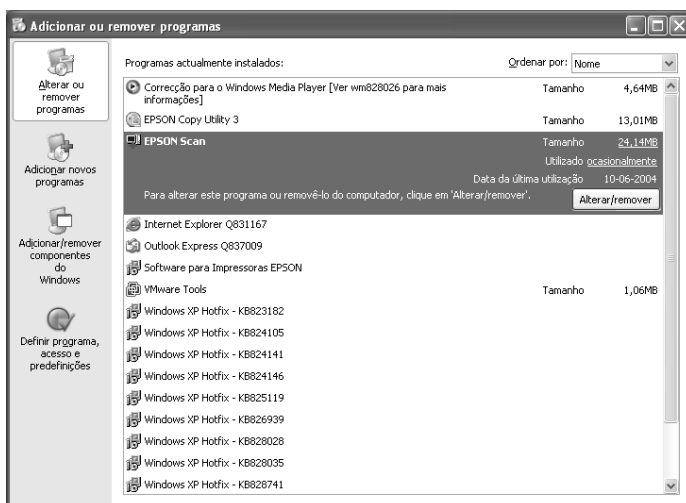 Adicionar ou remover programas
Alterar ou
remover
programas
Adicionar novos
programas
Adicionar/remover
componentes
do
Windows
Definir programa,
acesso e
predefinições
Programas actualmente instalados:
Ordenar por: Nome
Correcção para o Windows Media Player [Ver wm828026 para mais
informações]
Tamanho 4,64MB
EPSON Copy Utility 3 Tamanho 13,01MB
EPSON Scan Tamanho 24,14MB
Utilizado ocasionalmente
Data da última utilização 10-06-2004
Para alterar este programa ou removê-lo do computador, clique em 'Alterar/remover'. Alterar/remover
Internet Explorer Q831167
Outlook Express Q837009
Software para Impressoras EPSON
VMware Tools Tamanho 1,06MB
Windows XP Hotfix - KB823182
Windows XP Hotfix - KB824105
Windows XP Hotfix - KB824141
Windows XP Hotfix - KB824146
Windows XP Hotfix - KB825119
Windows XP Hotfix - KB826939
Windows XP Hotfix - KB828028
Windows XP Hotfix - KB828035
Windows XP Hotfix - KB828741